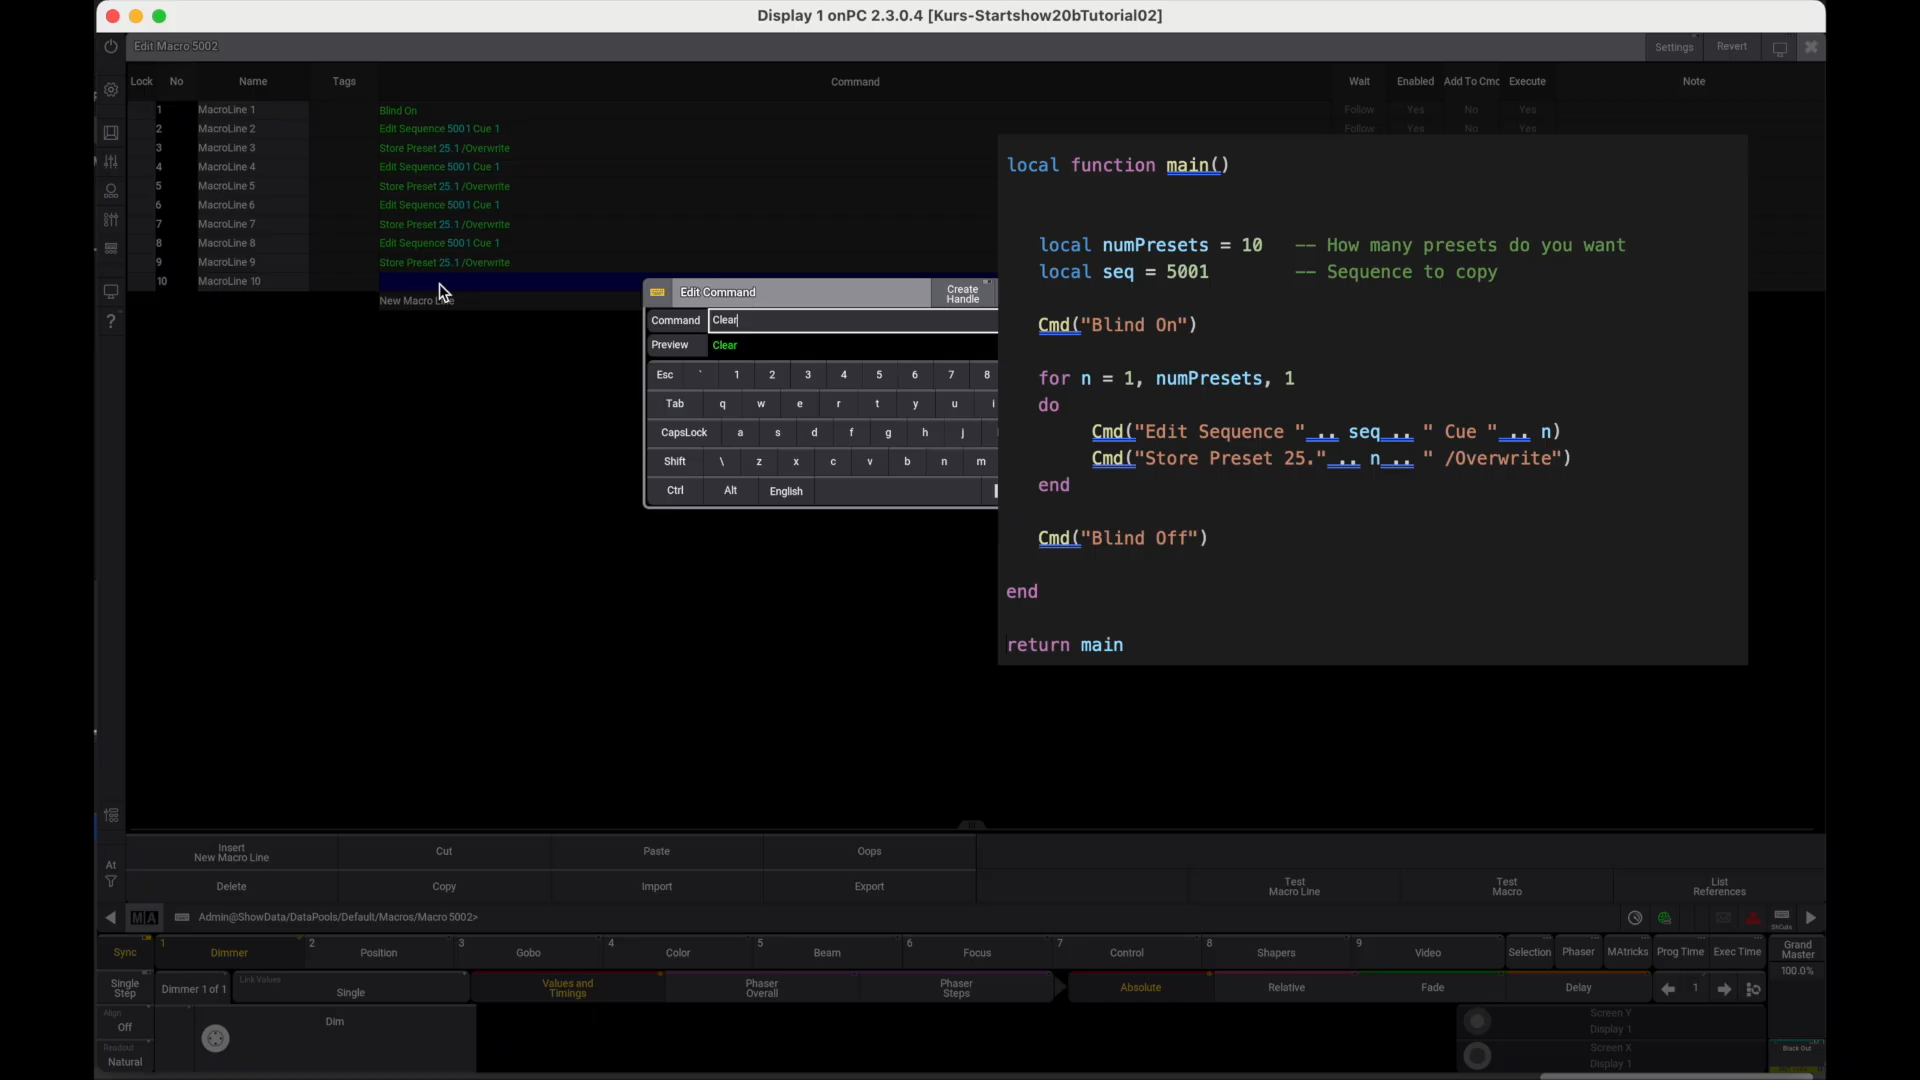 Display 1 onPC 2.3.0.4 [Kurs-Startshow20bTutorial02]
Edit Macro 5002
Settings
Revert
Lock No Name Tags Command Wait Enabled Add To Cmd Execute Note
1 MacroLine 1 Blind On Follow Yes No Yes
2 MacroLine 2 Edit Sequence 5001 Cue 1 Follow Yes No Yes
3 MacroLine 3 Store Preset 25.1 /Overwrite
4 MacroLine 4 Edit Sequence 5001 Cue 1
5 MacroLine 5 Store Preset 25.1 /Overwrite
6 MacroLine 6 Edit Sequence 5001 Cue 1
7 MacroLine 7 Store Preset 25.1 /Overwrite
8 MacroLine 8 Edit Sequence 5001 Cue 1
9 MacroLine 9 Store Preset 25.1 /Overwrite
10 MacroLine 10
New Macro Line
Edit Command
Create
Handle
Command Clear
Preview Clear
Esc ` 1 2 3 4 5 6 7 8
Tab q w e r t y u i
CapsLock a s d f g h j
Shift \ z x c v b n m
Ctrl Alt English
local function main()
local numPresets = 10 -- How many presets do you want
local seq = 5001 -- Sequence to copy
Cmd("Blind On")
for n = 1, numPresets, 1
do
Cmd("Edit Sequence " .. seq .. " Cue " .. n)
Cmd("Store Preset 25." .. n .. " /Overwrite")
end
Cmd("Blind Off")
end
return main
At
Insert
New Macro Line
Cut
Paste
Oops
Delete
Copy
Import
Export
Test
Macro Line
Test
Macro
List
References
MA
Admin@ShowData/DataPools/Default/Macros/Macro 5002>
Sync
1 Dimmer
2 Position
3 Gobo
4 Color
5 Beam
6 Focus
7 Control
8 Shapers
9 Video
Selection
Phaser
MAtricks
Prog Time
Exec Time
Grand
Master
100.0%
Single
Step
Dimmer 1 of 1
Link Values
Single
Values and
Timings
Phaser
Overall
Phaser
Steps
Absolute
Relative
Fade
Delay
1
Align
Off
Dim
Readout
Natural
Screen Y
Display 1
Screen X
Display 1
Black Out